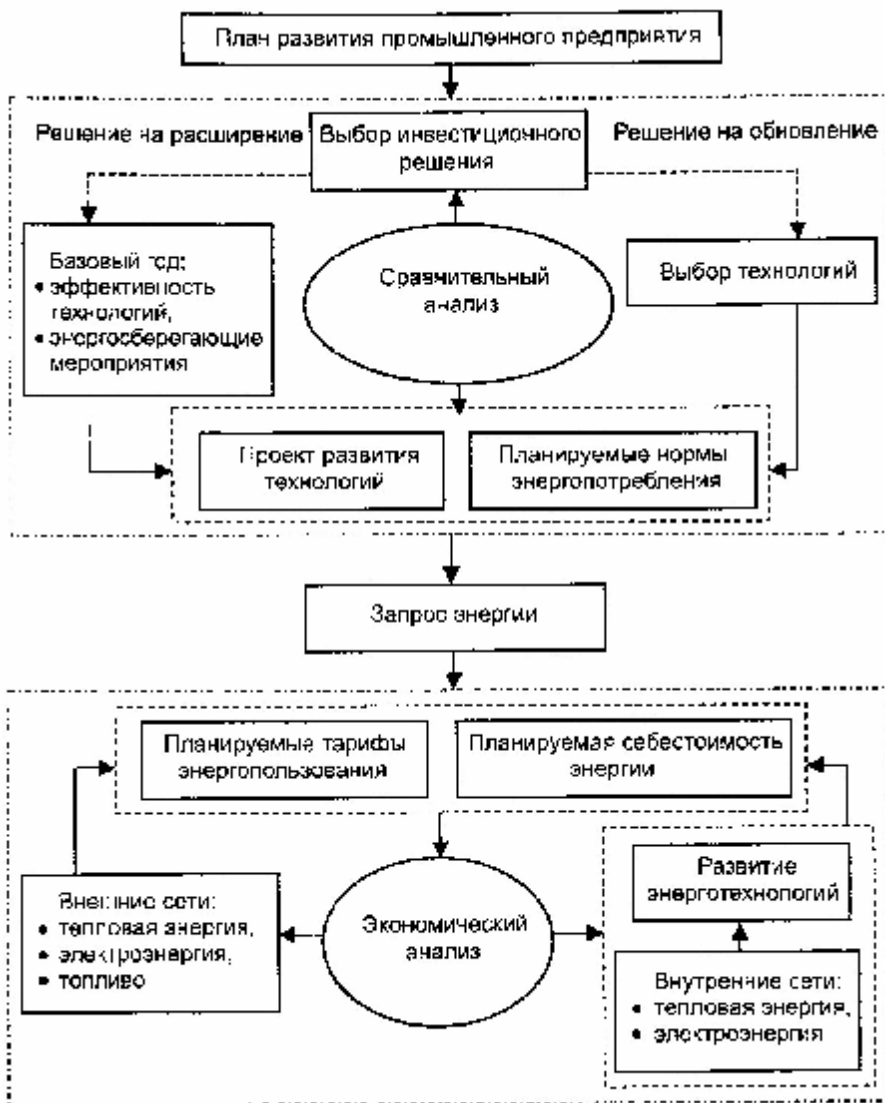 План развития промышленного предприятия
Решение на расширение
Выбор инвестиционного
решения
Решение на обновление
Базовый год:
• эффективность
технологий,
• энергосберегающие
мероприятия
Сравнительный
анализ
Выбор технологий
Проект развития
технологий
Планируемые нормы
энергопотребления
Запрос энергии
Планируемые тарифы
энергопользования
Планируемая себестоимость
энергии
Внешние сети:
• тепловая энергия,
• электроэнергия,
• топливо
Экономический
анализ
Развитие
энерготехнологий
Внутренние сети:
• тепловая энергия,
• электроэнергия